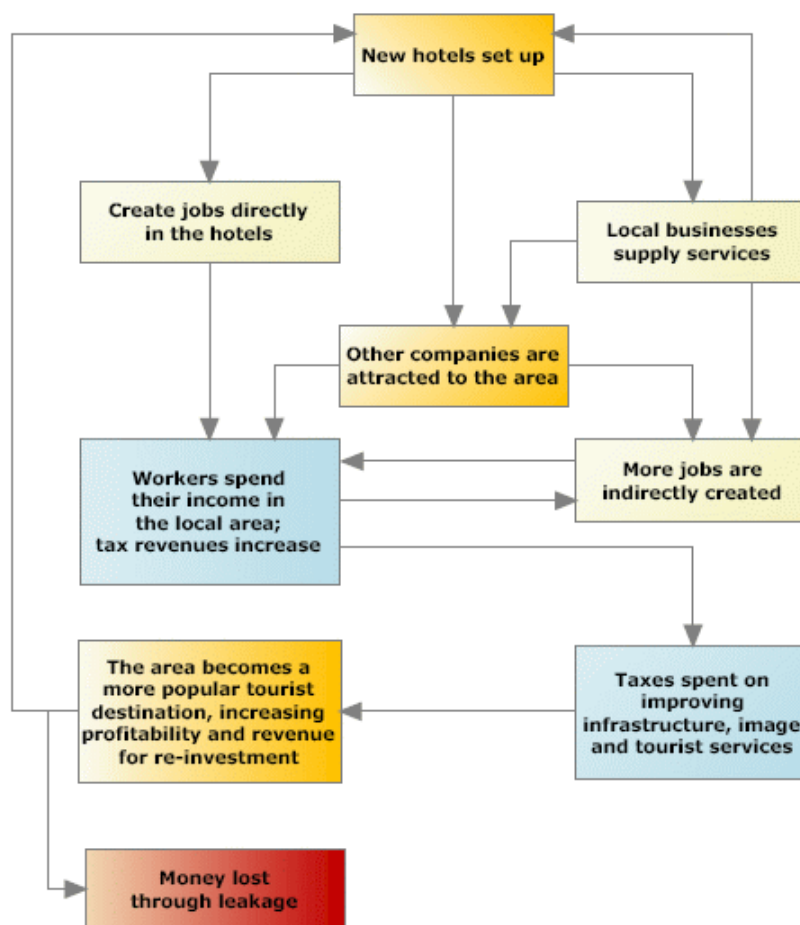 New hotels set up
Create jobs directly
in the hotels
Local businesses
supply services
Other companies are
attracted to the area
Workers spend
their income in
the local area;
tax revenues increase
More jobs are
indirectly created
The area becomes a
more popular tourist
destination, increasing
profitability and revenue
for re-investment
Taxes spent on
improving
infrastructure, image
and tourist services
Money lost
through leakage